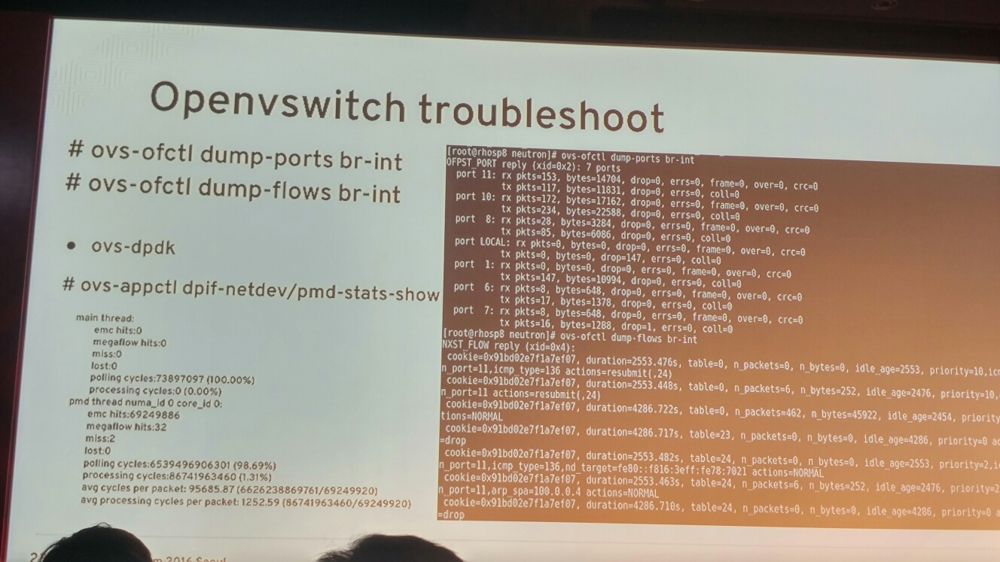 Openvswitch troubleshoot
# ovs-ofctl dump-ports br-int
# ovs-ofctl dump-flows br-int
• ovs-dpdk
# ovs-appctl dpif-netdev/pmd-stats-show
main thread:
emc hits:0
megaflow hits:0
miss:0
lost:0
polling cycles:73897097 (100.00%)
processing cycles:0 (0.00%)
pmd thread numa_id 0 core_id 0:
emc hits:69249886
megaflow hits:32
miss:2
lost:0
polling cycles:6539496906301 (98.69%)
processing cycles:86741963460 (1.31%)
avg cycles per packet: 95685.87 (6626238869761/69249920)
avg processing cycles per packet: 1252.59 (86741963460/69249920)
[root@rhosp8 neutron]# ovs-ofctl dump-ports br-int
OFPST_PORT reply (xid=0x2): 7 ports
port 11: rx pkts=153, bytes=14704, drop=0, errs=0, frame=0, over=0, crc=0
tx pkts=117, bytes=11831, drop=0, errs=0, coll=0
port 10: rx pkts=172, bytes=17162, drop=0, errs=0, frame=0, over=0, crc=0
tx pkts=234, bytes=22588, drop=0, errs=0, coll=0
port 8: rx pkts=28, bytes=3284, drop=0, errs=0, frame=0, over=0, crc=0
tx pkts=85, bytes=6086, drop=0, errs=0, coll=0
port LOCAL: rx pkts=0, bytes=0, drop=0, errs=0, frame=0, over=0, crc=0
tx pkts=0, bytes=0, drop=147, errs=0, coll=0
port 1: rx pkts=0, bytes=0, drop=0, errs=0, frame=0, over=0, crc=0
tx pkts=147, bytes=10994, drop=0, errs=0, coll=0
port 6: rx pkts=8, bytes=648, drop=0, errs=0, frame=0, over=0, crc=0
tx pkts=17, bytes=1378, drop=0, errs=0, coll=0
port 7: rx pkts=8, bytes=648, drop=0, errs=0, frame=0, over=0, crc=0
tx pkts=16, bytes=1288, drop=1, errs=0, coll=0
[root@rhosp8 neutron]# ovs-ofctl dump-flows br-int
NXST_FLOW reply (xid=0x4):
cookie=0x91bd02e7f1a7ef07, duration=2553.476s, table=0, n_packets=0, n_bytes=0, idle_age=2553, priority=10,icm
n_port=11,icmp_type=136 actions=resubmit(,24)
cookie=0x91bd02e7f1a7ef07, duration=2553.448s, table=0, n_packets=6, n_bytes=252, idle_age=2476, priority=10,
n_port=11 actions=resubmit(,24)
cookie=0x91bd02e7f1a7ef07, duration=4286.722s, table=0, n_packets=462, n_bytes=45922, idle_age=2454, priority
tions=NORMAL
cookie=0x91bd02e7f1a7ef07, duration=4286.717s, table=23, n_packets=0, n_bytes=0, idle_age=4286, priority=0 ac
=drop
cookie=0x91bd02e7f1a7ef07, duration=2553.482s, table=24, n_packets=0, n_bytes=0, idle_age=2553, priority=2,i
n_port=11,icmp_type=136,nd_target=fe80::f816:3eff:fe78:7021 actions=NORMAL
cookie=0x91bd02e7f1a7ef07, duration=2553.463s, table=24, n_packets=6, n_bytes=252, idle_age=2476, priority=2
n_port=11,arp_spa=100.0.0.4 actions=NORMAL
cookie=0x91bd02e7f1a7ef07, duration=4286.710s, table=24, n_packets=0, n_bytes=0, idle_age=4286, priority=0 a
=drop
2016 Seoul